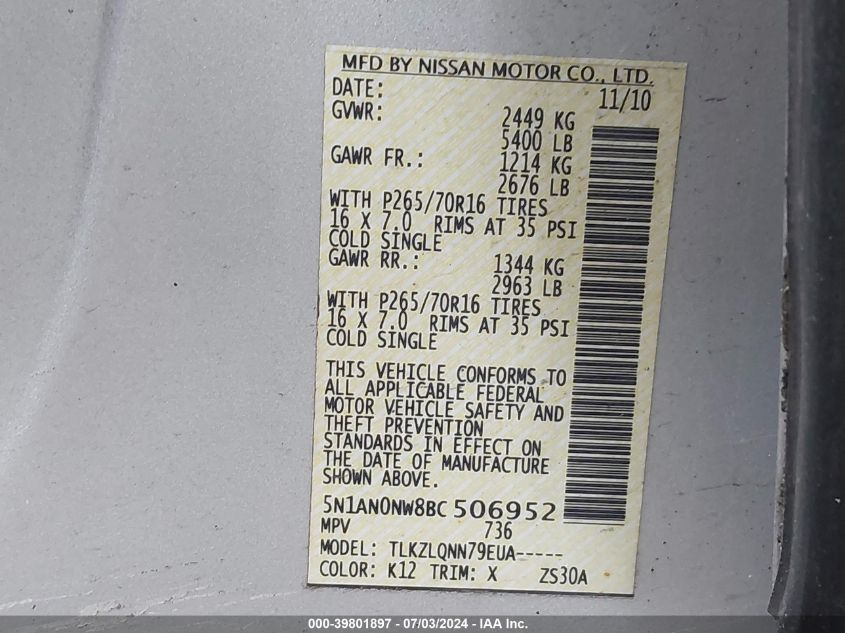 MFD BY NISSAN MOTOR CO., LTD.
DATE: 11/10
GVWR: 2449 KG
5400 LB
GAWR FR.: 1214 KG
2676 LB
WITH P265/70R16 TIRES
16 X 7.0 RIMS AT 35 PSI
COLD SINGLE
GAWR RR.: 1344 KG
2963 LB
WITH P265/70R16 TIRES
16 X 7.0 RIMS AT 35 PSI
COLD SINGLE
THIS VEHICLE CONFORMS TO
ALL APPLICABLE FEDERAL
MOTOR VEHICLE SAFETY AND
THEFT PREVENTION
STANDARDS IN EFFECT ON
THE DATE OF MANUFACTURE
SHOWN ABOVE.
5N1AN0NW8BC 506952
MPV 736
MODEL: TLKZLQNN79EUA-----
COLOR: K12 TRIM: X ZS30A
000-39801897 - 07/03/2024 - IAA Inc.